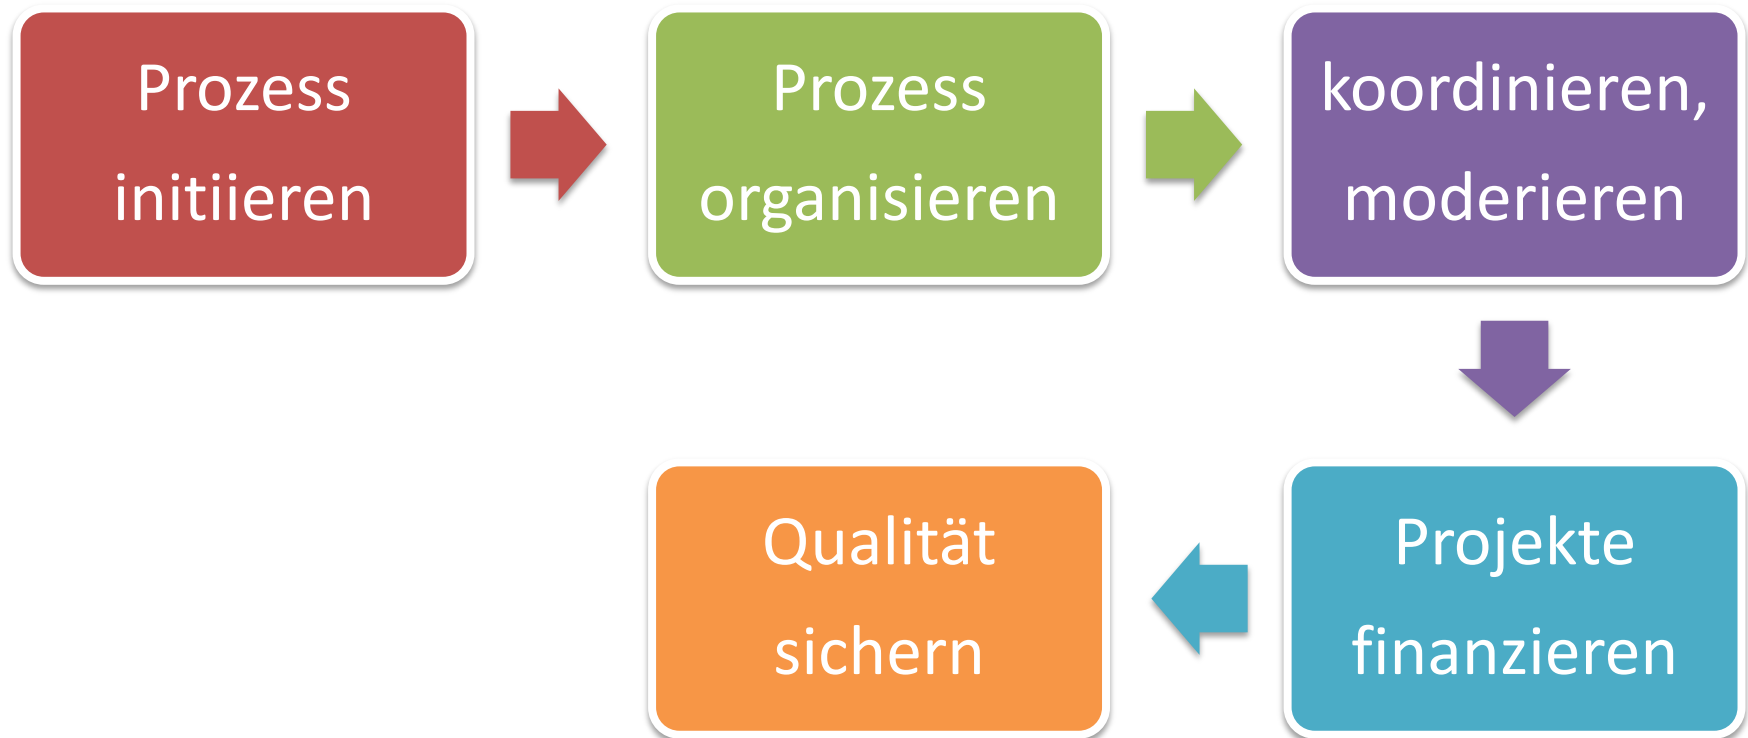 Prozess
initiieren
Prozess
organisieren
koordinieren,
moderieren
Projekte
finanzieren
Qualität
sichern